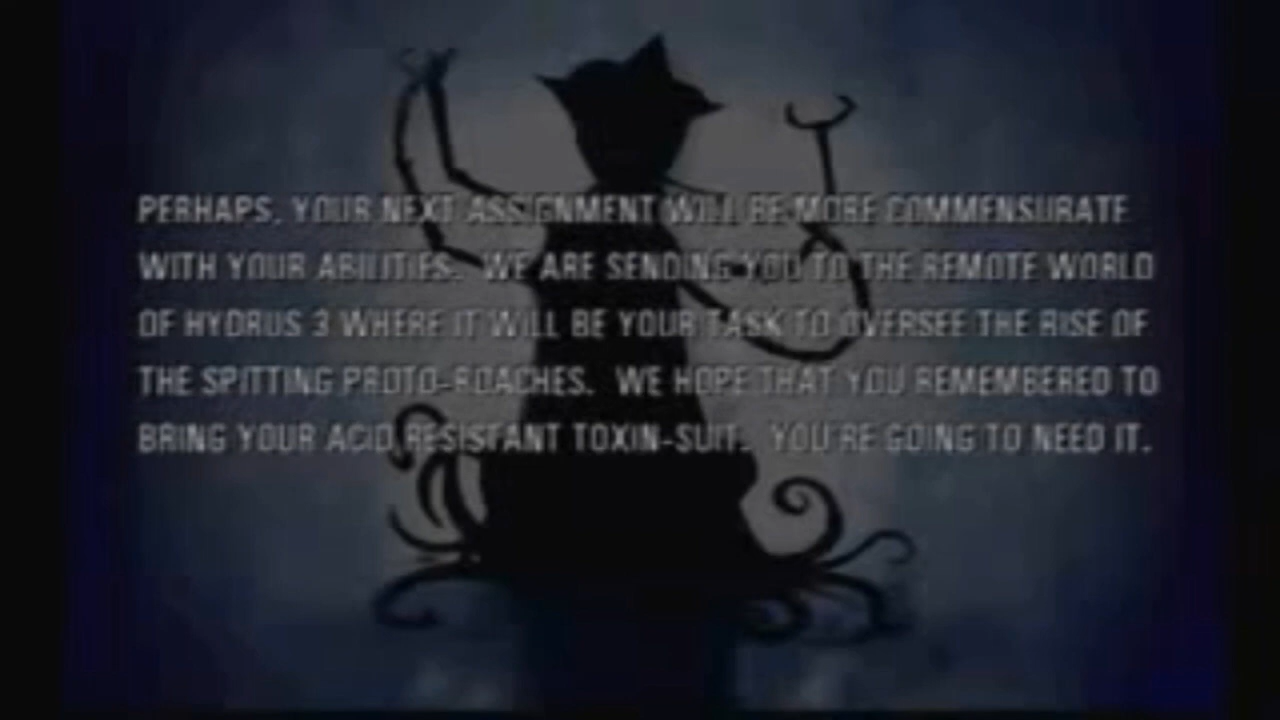 PERHAPS, YOUR NEXT ASSIGNMENT WILL BE MORE COMMENSURATE
WITH YOUR ABILITIES. WE ARE SENDING YOU TO THE REMOTE WORLD
OF HYDRUS 3 WHERE IT WILL BE YOUR TASK TO OVERSEE THE RISE OF
THE SPITTING PROTO-ROACHES. WE HOPE THAT YOU REMEMBERED TO
BRING YOUR ACID RESISTANT TOXIN-SUIT. YOU'RE GOING TO NEED IT.